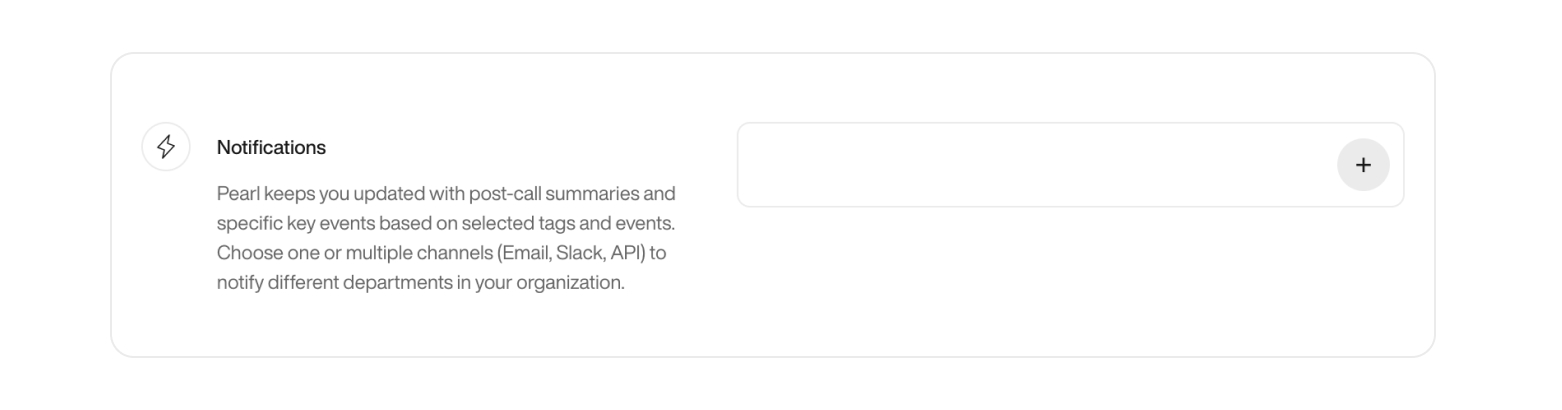 Notifications
Pearl keeps you updated with post-call summaries and
specific key events based on selected tags and events.
Choose one or multiple channels (Email, Slack, API) to
notify different departments in your organization.